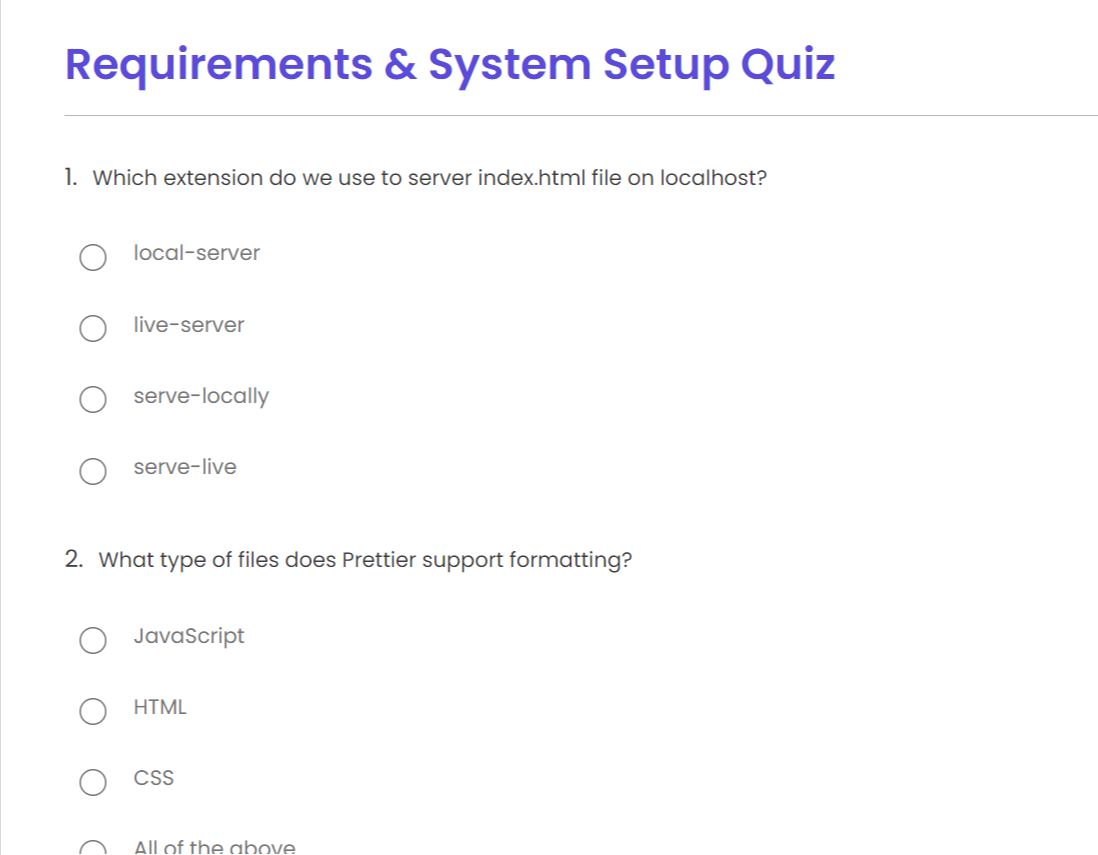 Requirements & System Setup Quiz
1. Which extension do we use to server index.html file on localhost?
local-server
live-server
serve-locally
serve-live
2. What type of files does Prettier support formatting?
JavaScript
HTML
CSS
All of the above